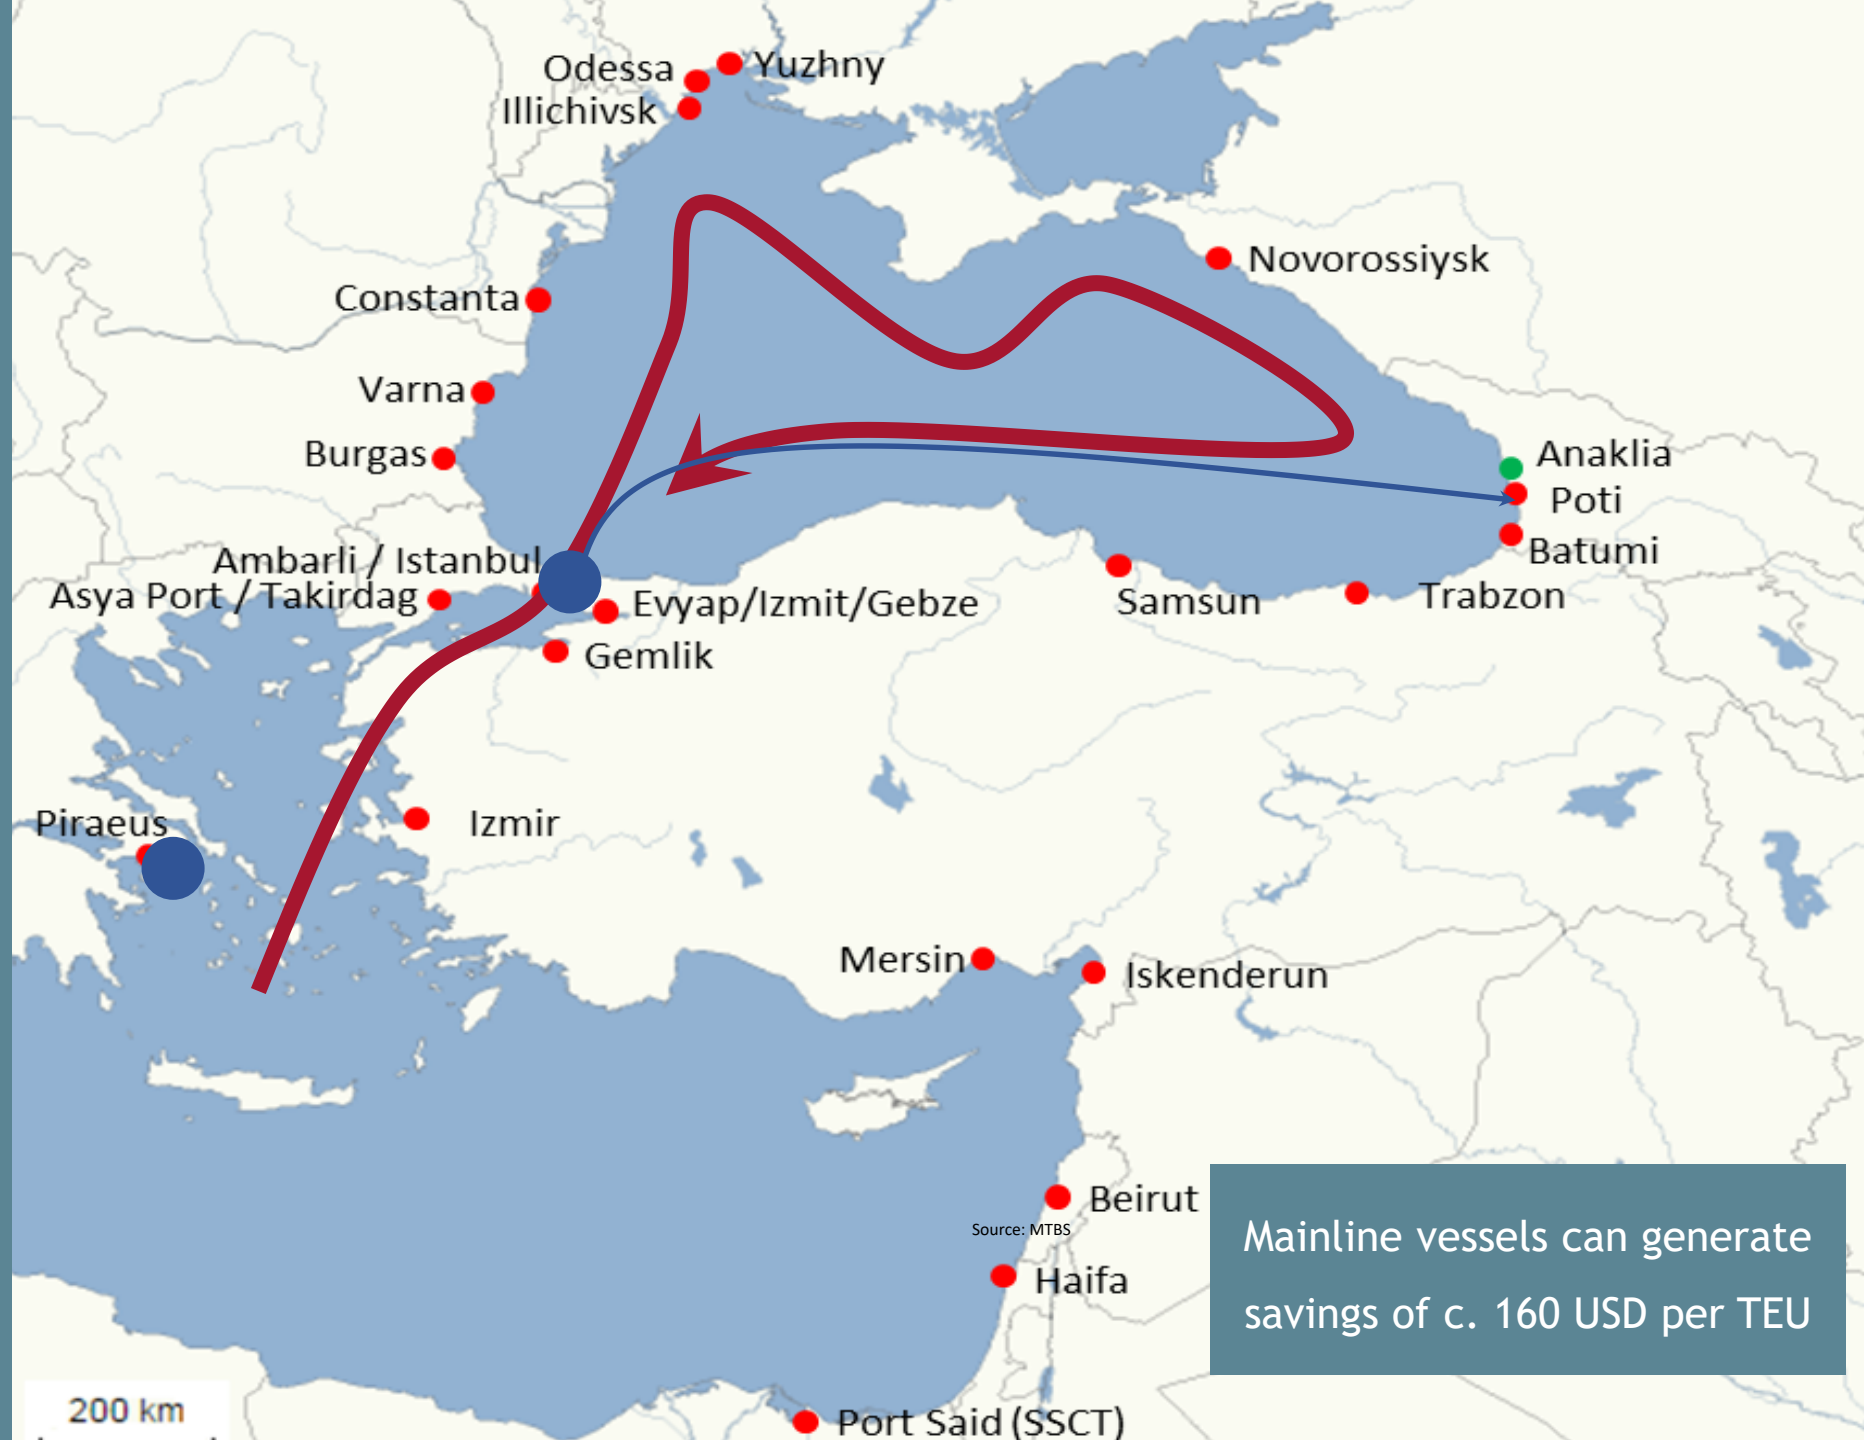 Odessa
Yuzhny
Illichivsk
Novorossiysk
Constanta
Varna
Burgas
Anaklia
Poti
Batumi
Ambarli / Istanbul
Asya Port / Takirdag
Evyap/Izmit/Gebze
Samsun
Trabzon
Gemlik
Piraeus
Izmir
Mersin
Iskenderun
Beirut
Source: MTBS
Haifa
Mainline vessels can generate
savings of c. 160 USD per TEU
200 km
Port Said (SSCT)